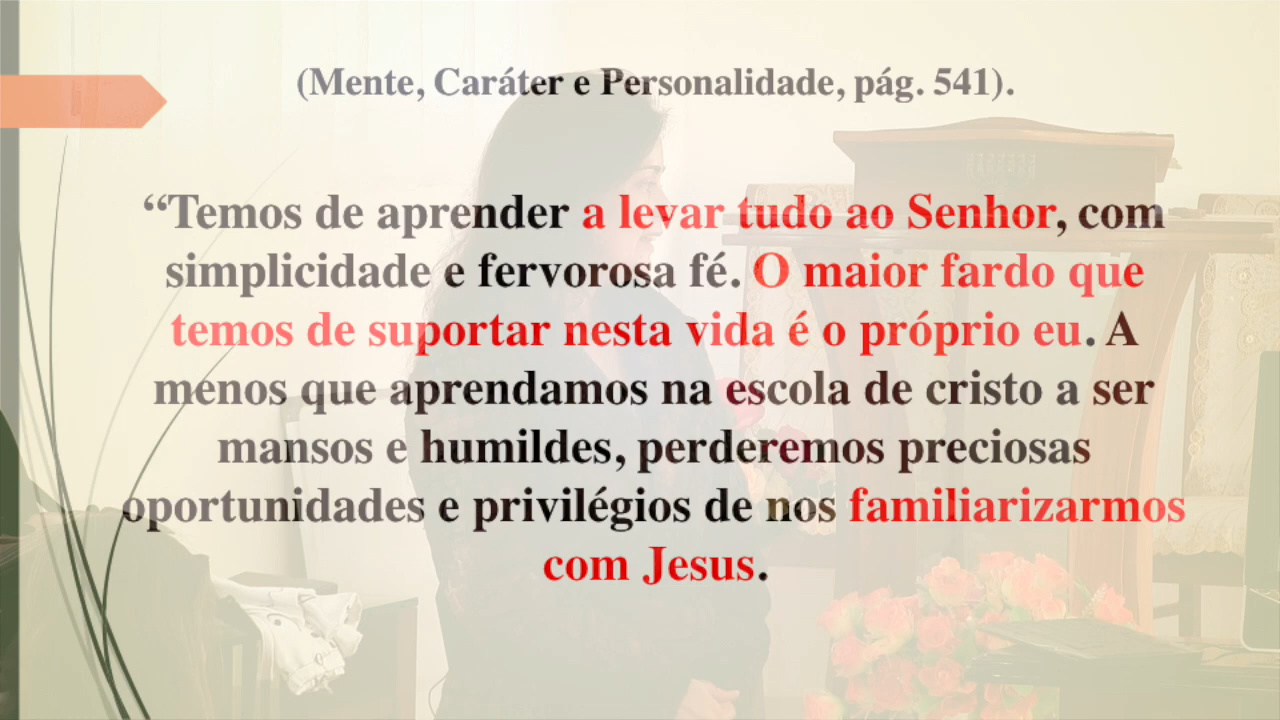 (Mente, Caráter e Personalidade, pág. 541).
“Temos de aprender a levar tudo ao Senhor, com
simplicidade e fervorosa fé. O maior fardo que
temos de suportar nesta vida é o próprio eu. A
menos que aprendamos na escola de cristo a ser
mansos e humildes, perderemos preciosas
oportunidades e privilégios de nos familiarizarmos
com Jesus.